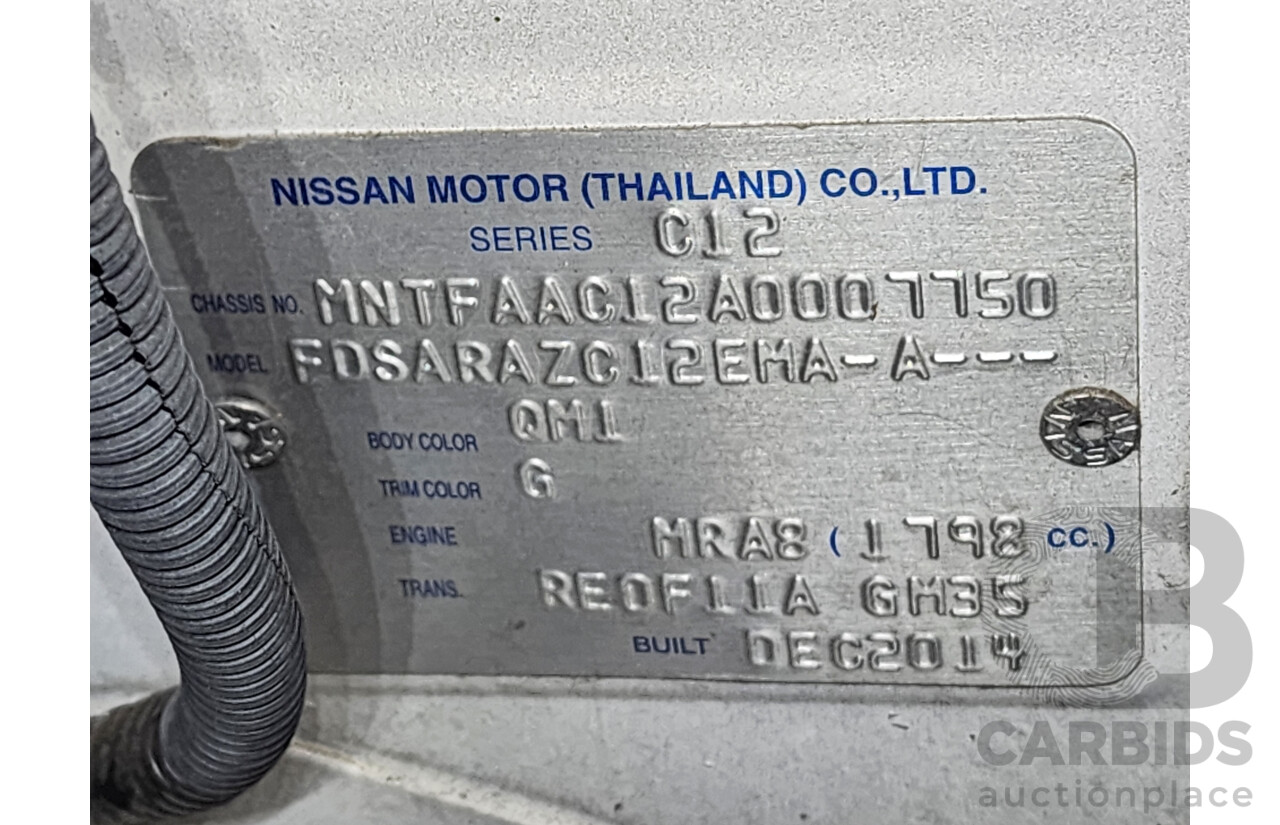 NISSAN MOTOR (THAILAND) CO.,LTD.
SERIES C12
CHASSIS NO. MNTFAAC12A0007750
MODEL FDSARAZC12EMA-A---
BODY COLOR QM1
TRIM COLOR G
ENGINE MRA8 (1798 CC.)
TRANS. RE0F11A GM35
BUILT DEC2014
B
CARBIDS
auctionplace